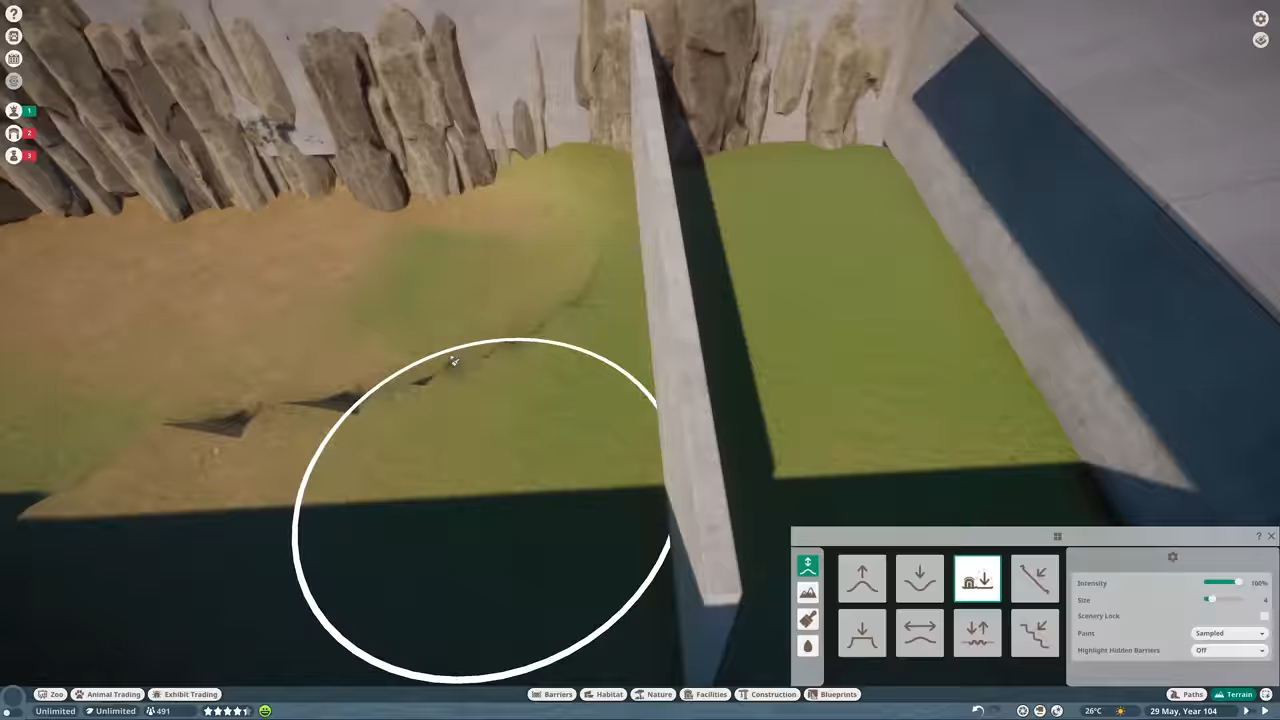 1
2
3
? ×
Intensity 100%
Size 4
Scenery Lock
Paint Sampled
Highlight Hidden Barriers Off
Zoo Animal Trading Exhibit Trading Barriers Habitat Nature Facilities Construction Blueprints Paths Terrain
Unlimited Unlimited 491 26°C 29 May, Year 104